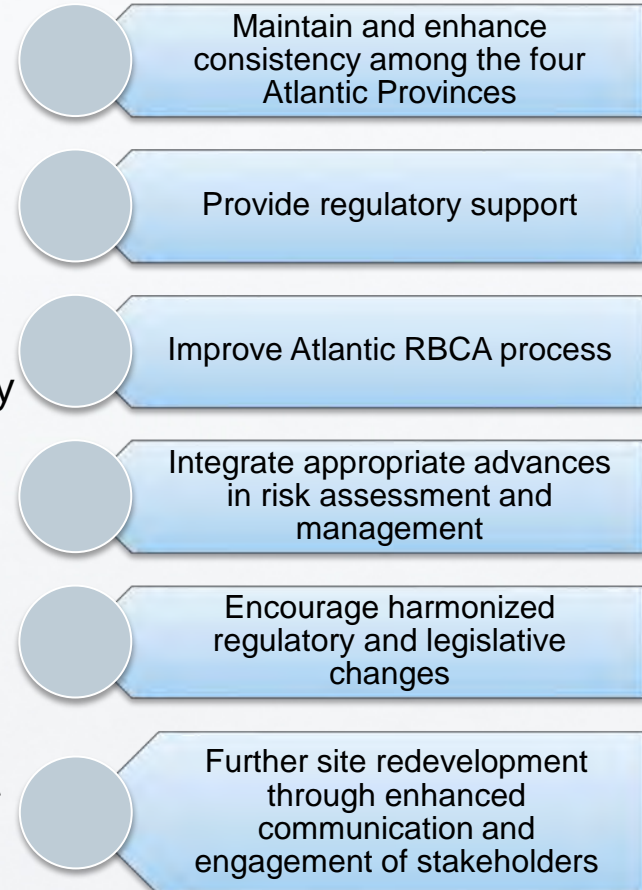 Maintain and enhance
consistency among the four
Atlantic Provinces
Provide regulatory support
y
Improve Atlantic RBCA process
Integrate appropriate advances
in risk assessment and
management
Encourage harmonized
regulatory and legislative
changes
Further site redevelopment
through enhanced
communication and
engagement of stakeholders